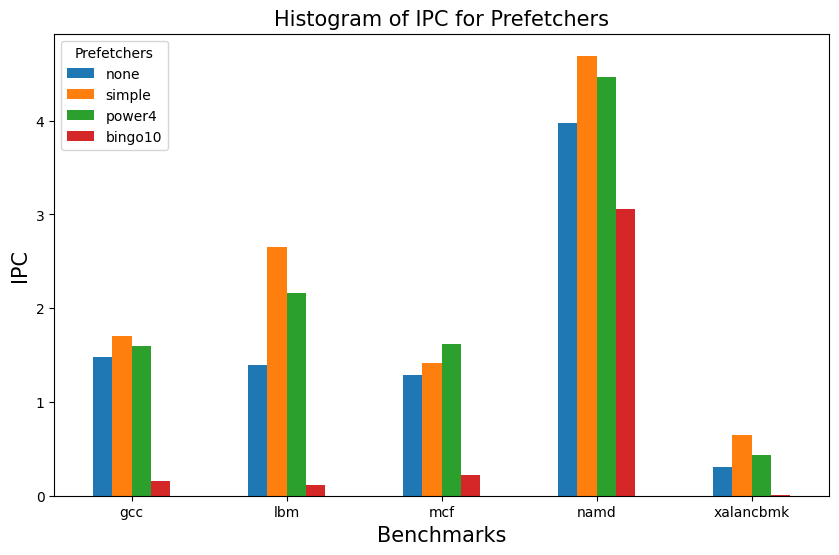 Histogram of IPC for Prefetchers
Prefetchers
none
simple
power4
bingo10
4
3
2
1
0
IPC
gcc lbm mcf namd xalancbmk
Benchmarks